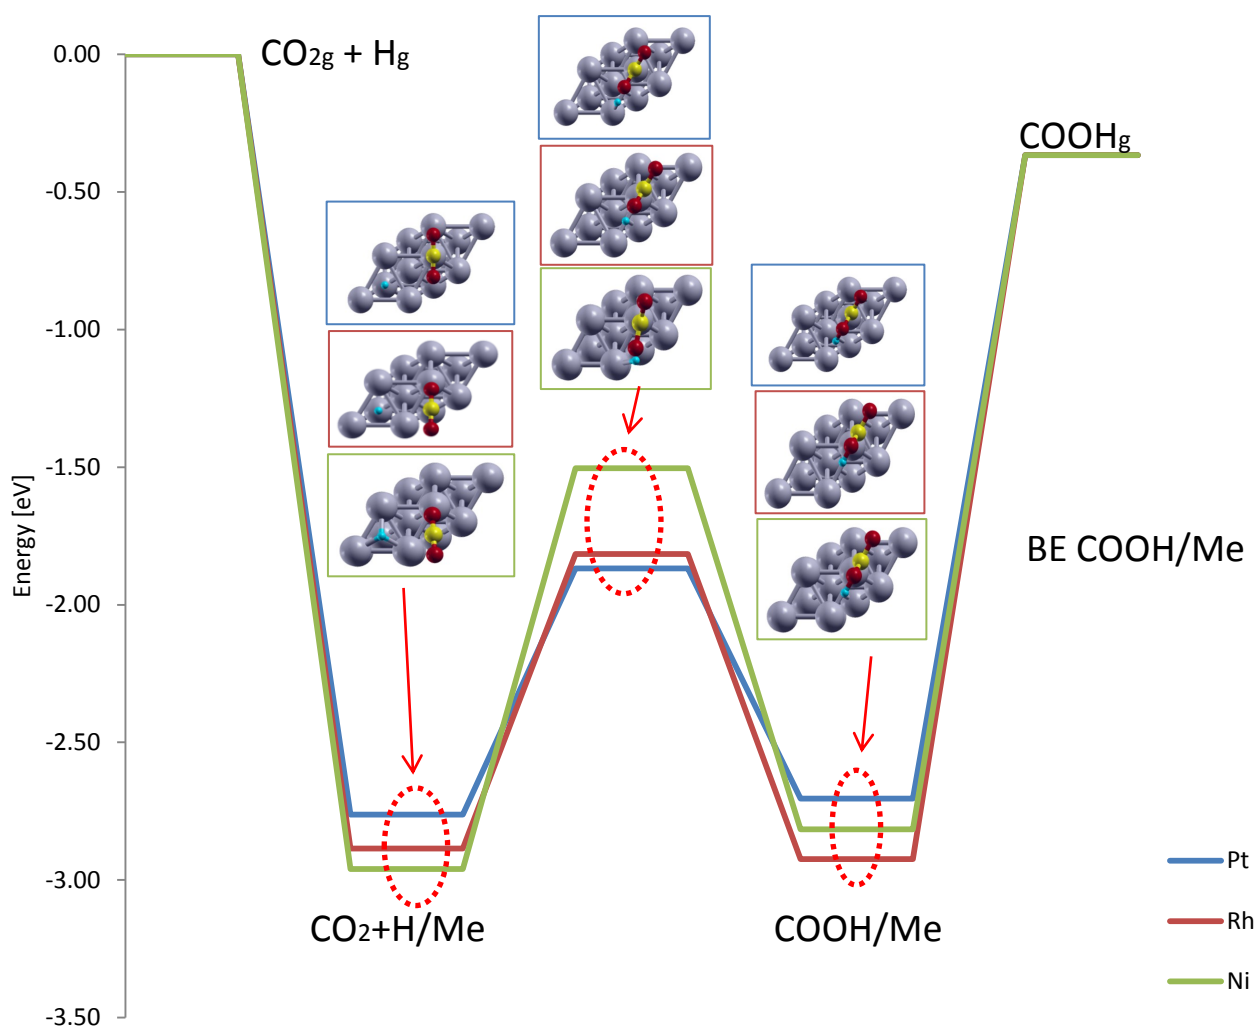 0.00
-0.50
-1.00
-1.50
-2.00
-2.50
-3.00
-3.50
Energy [eV]
CO2g + Hg
COOHg
BE COOH/Me
CO2+H/Me
COOH/Me
Pt
Rh
Ni